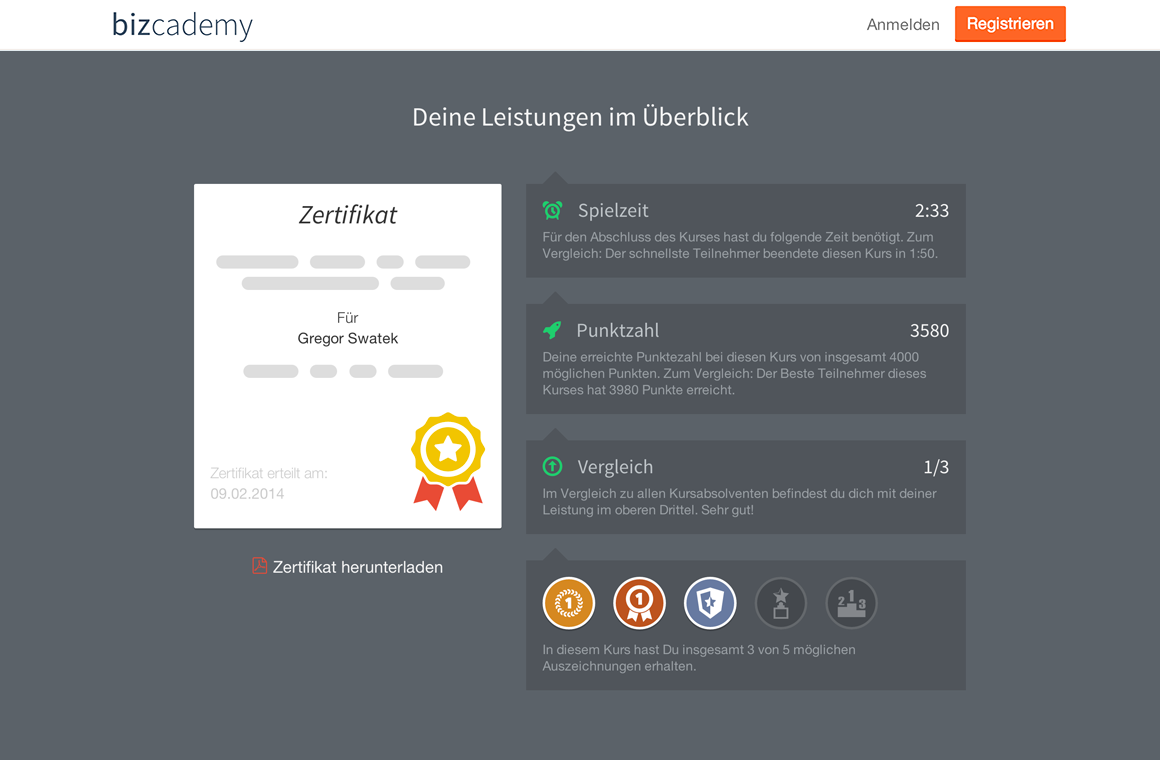 bizcademy
Anmelden
Registrieren
Deine Leistungen im Überblick
Zertifikat
Für
Gregor Swatek
Zertifikat erteilt am:
09.02.2014
Zertifikat herunterladen
Spielzeit 2:33
Für den Abschluss des Kurses hast du folgende Zeit benötigt. Zum
Vergleich: Der schnellste Teilnehmer beendete diesen Kurs in 1:50.
Punktzahl 3580
Deine erreichte Punktezahl bei diesen Kurs von insgesamt 4000
möglichen Punkten. Zum Vergleich: Der Beste Teilnehmer dieses
Kurses hat 3980 Punkte erreicht.
Vergleich 1/3
Im Vergleich zu allen Kursabsolventen befindest du dich mit deiner
Leistung im oberen Drittel. Sehr gut!
1 1 2 1 3
In diesem Kurs hast Du insgesamt 3 von 5 möglichen
Auszeichnungen erhalten.